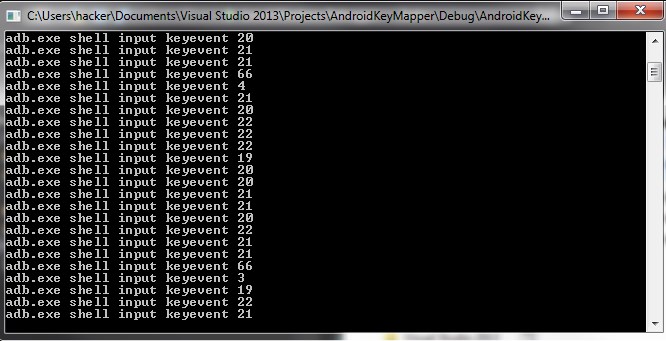 C:\Users\hacker\Documents\Visual Studio 2013\Projects\AndroidKeyMapper\Debug\AndroidKey...
adb.exe shell input keyevent 20
adb.exe shell input keyevent 21
adb.exe shell input keyevent 21
adb.exe shell input keyevent 66
adb.exe shell input keyevent 4
adb.exe shell input keyevent 21
adb.exe shell input keyevent 20
adb.exe shell input keyevent 22
adb.exe shell input keyevent 22
adb.exe shell input keyevent 22
adb.exe shell input keyevent 19
adb.exe shell input keyevent 20
adb.exe shell input keyevent 20
adb.exe shell input keyevent 21
adb.exe shell input keyevent 21
adb.exe shell input keyevent 20
adb.exe shell input keyevent 22
adb.exe shell input keyevent 21
adb.exe shell input keyevent 21
adb.exe shell input keyevent 66
adb.exe shell input keyevent 3
adb.exe shell input keyevent 19
adb.exe shell input keyevent 22
adb.exe shell input keyevent 21